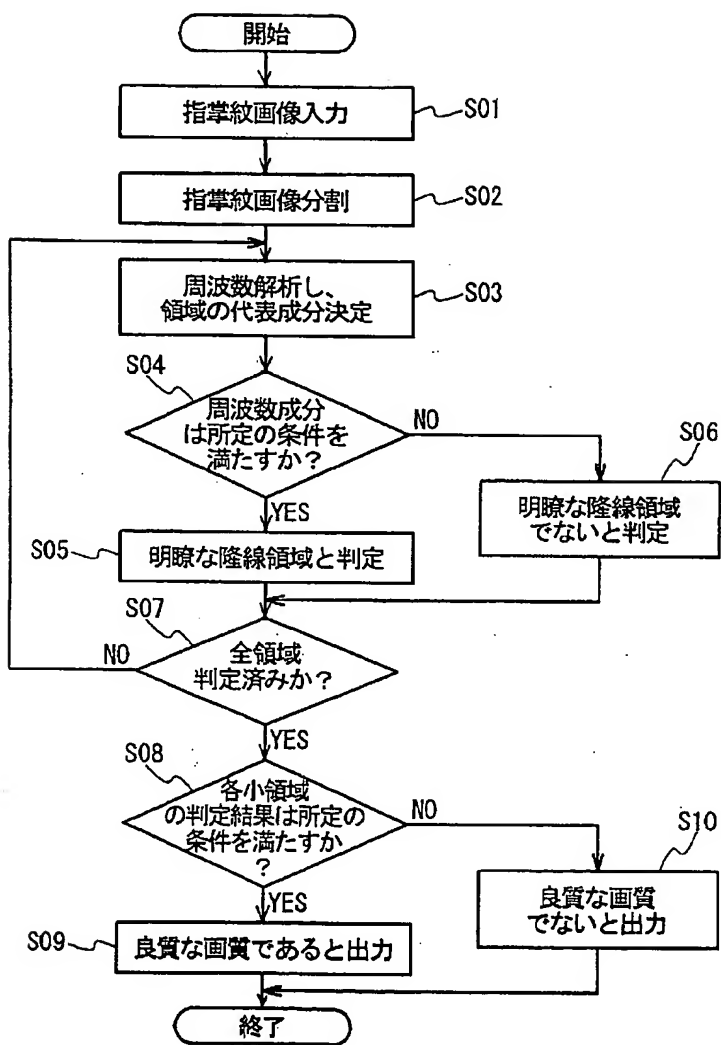 開始
指掌紋画像入力
S01
指掌紋画像分割
S02
周波数解析し、
領域の代表成分決定
S03
S04
周波数成分
は所定の条件を
満たすか？
NO
YES
S06
明瞭な隆線領域
でないと判定
S05
明瞭な隆線領域と判定
S07
全領域
判定済みか？
NO
YES
S08
各小領域
の判定結果は所定の
条件を満たすか
？
NO
YES
S10
良質な画質
でないと出力
S09
良質な画質であると出力
終了